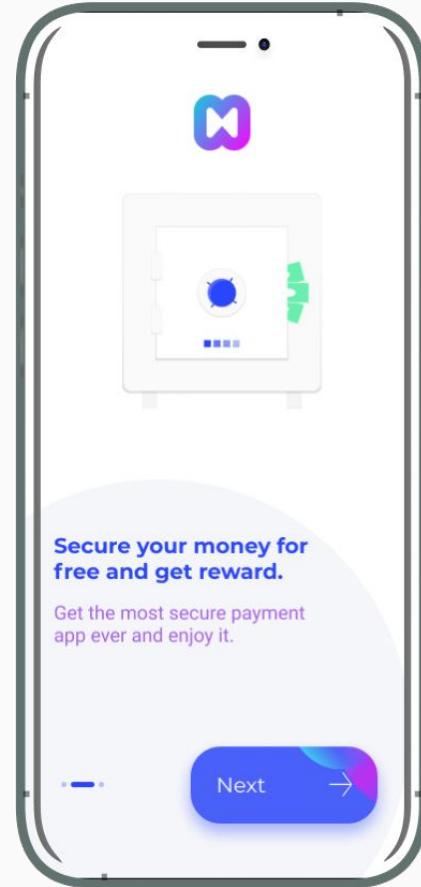 Secure your money for
free and get reward.
Get the most secure payment
app ever and enjoy it.
Next